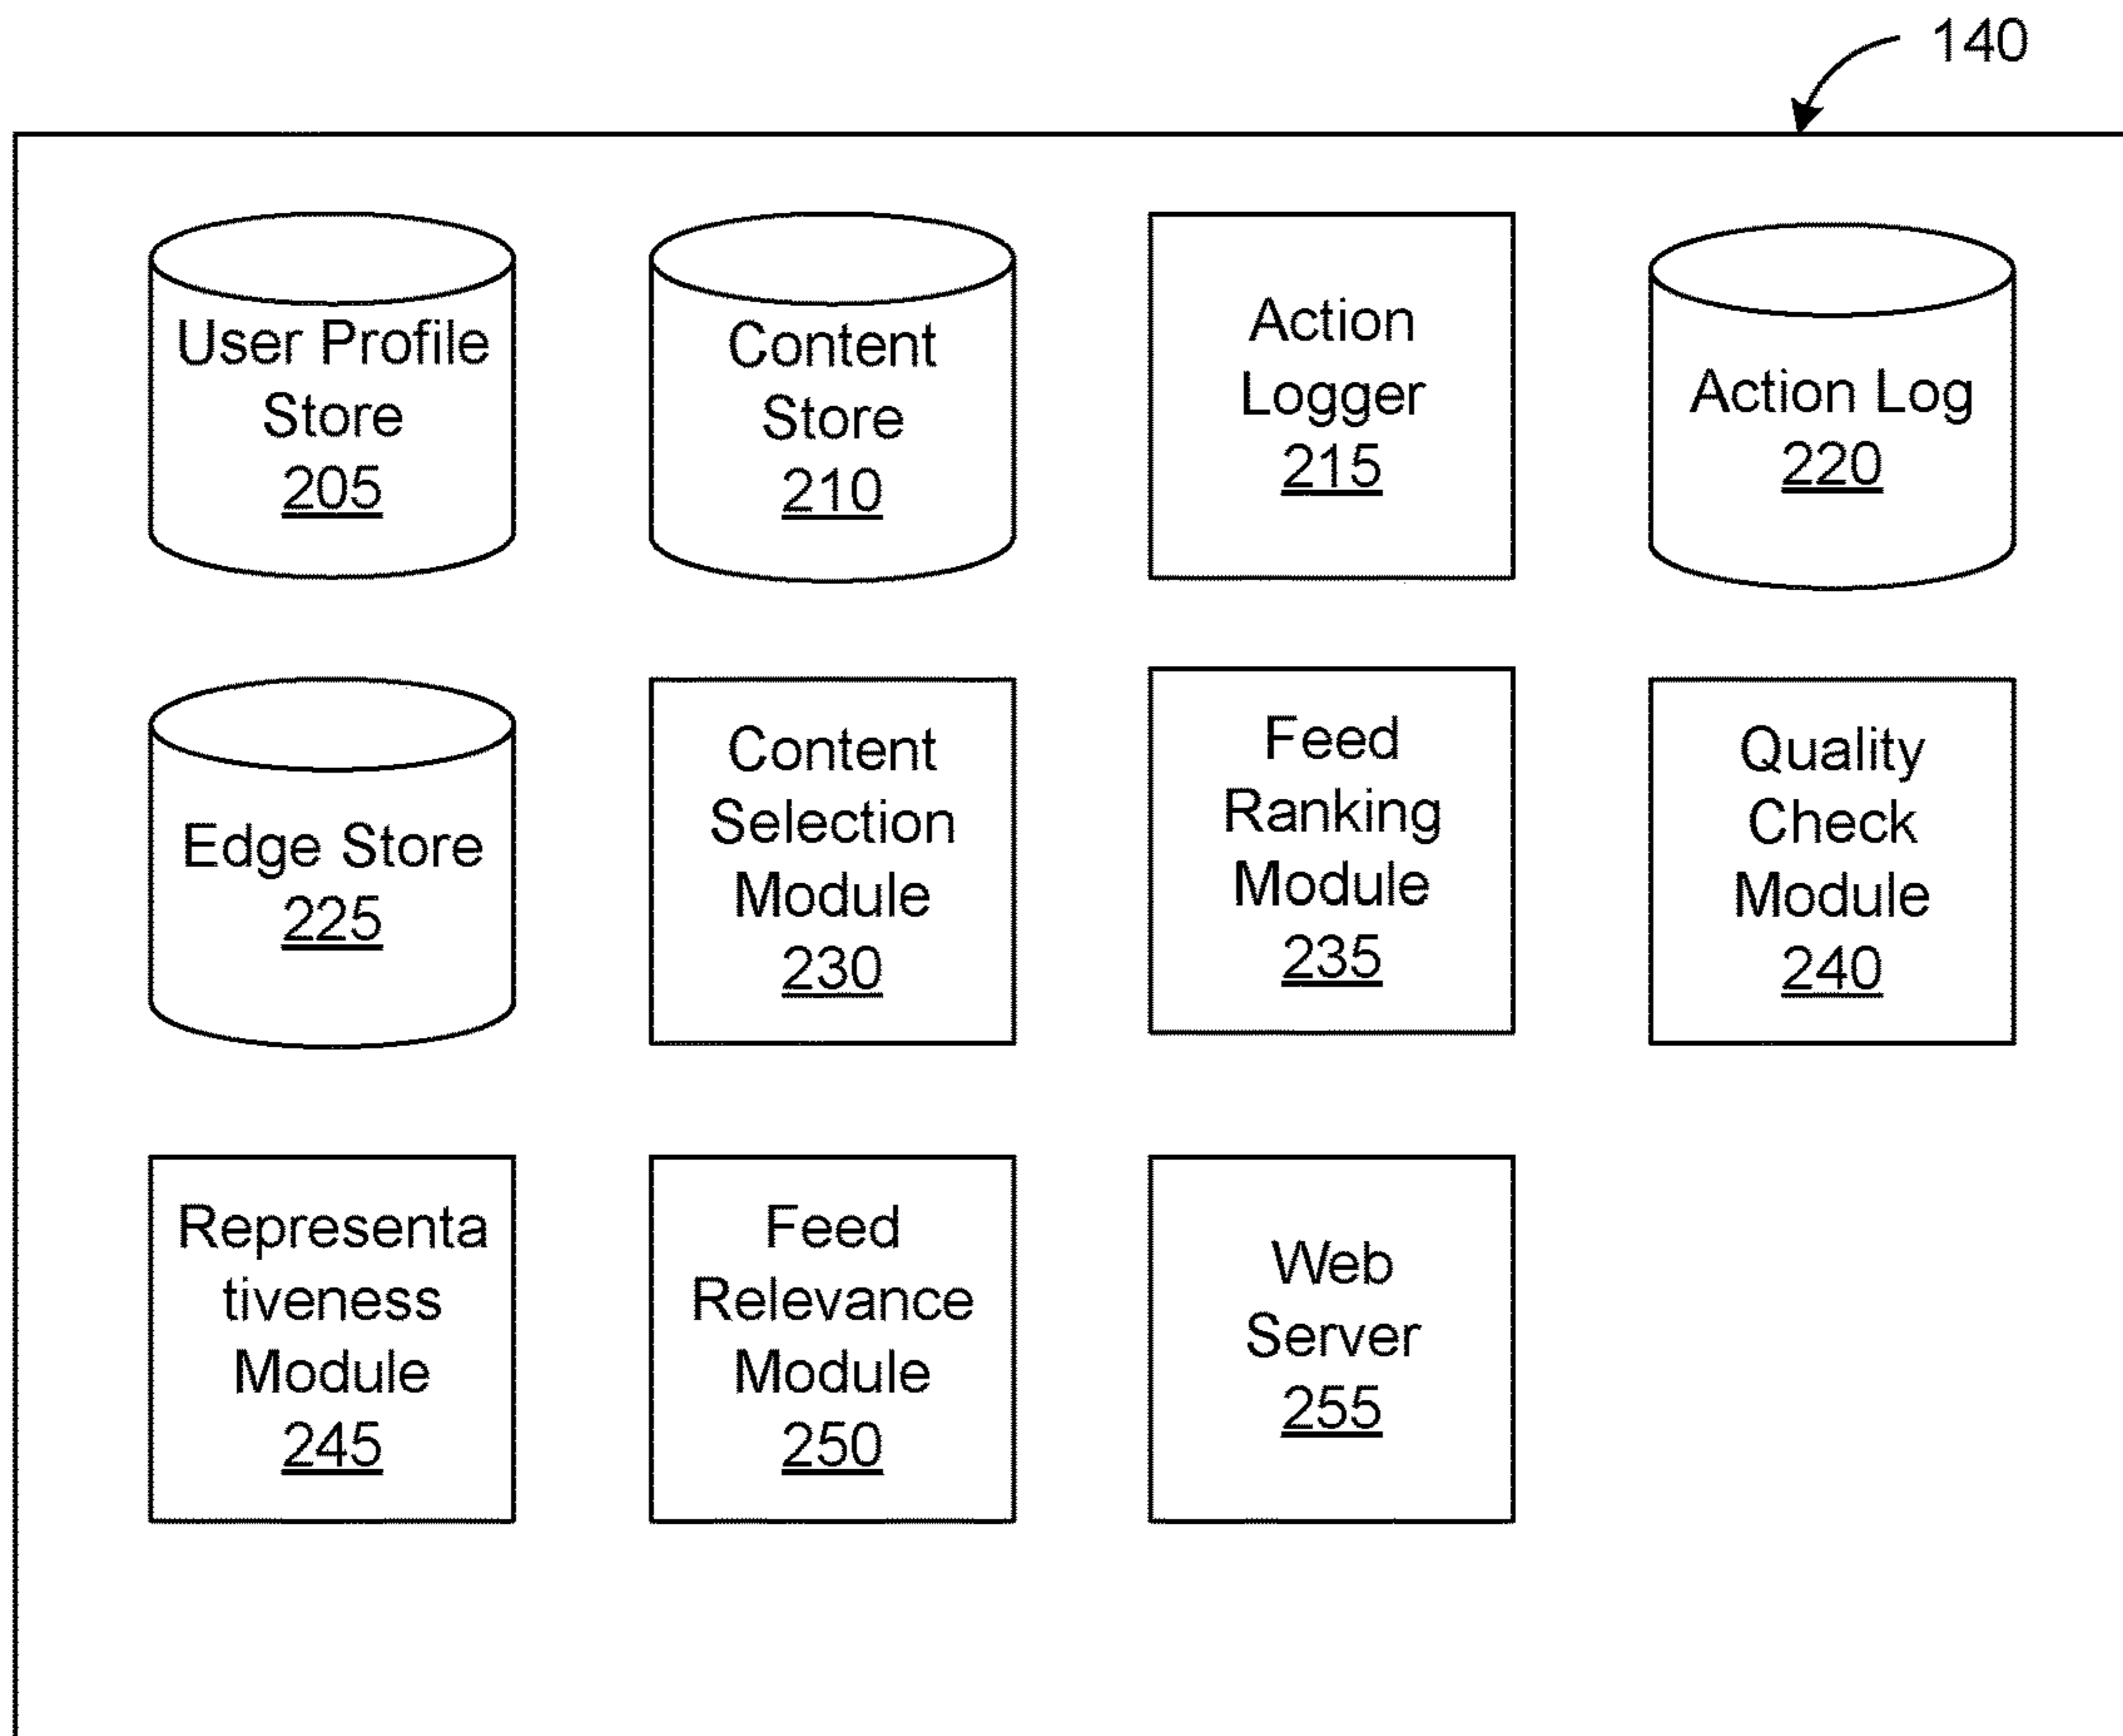 140
User Profile
Store
205
Content
Store
210
Action
Logger
215
Action Log
220
Edge Store
225
Content
Selection
Module
230
Feed
Ranking
Module
235
Quality
Check
Module
240
Representa
tiveness
Module
245
Feed
Relevance
Module
250
Web
Server
255